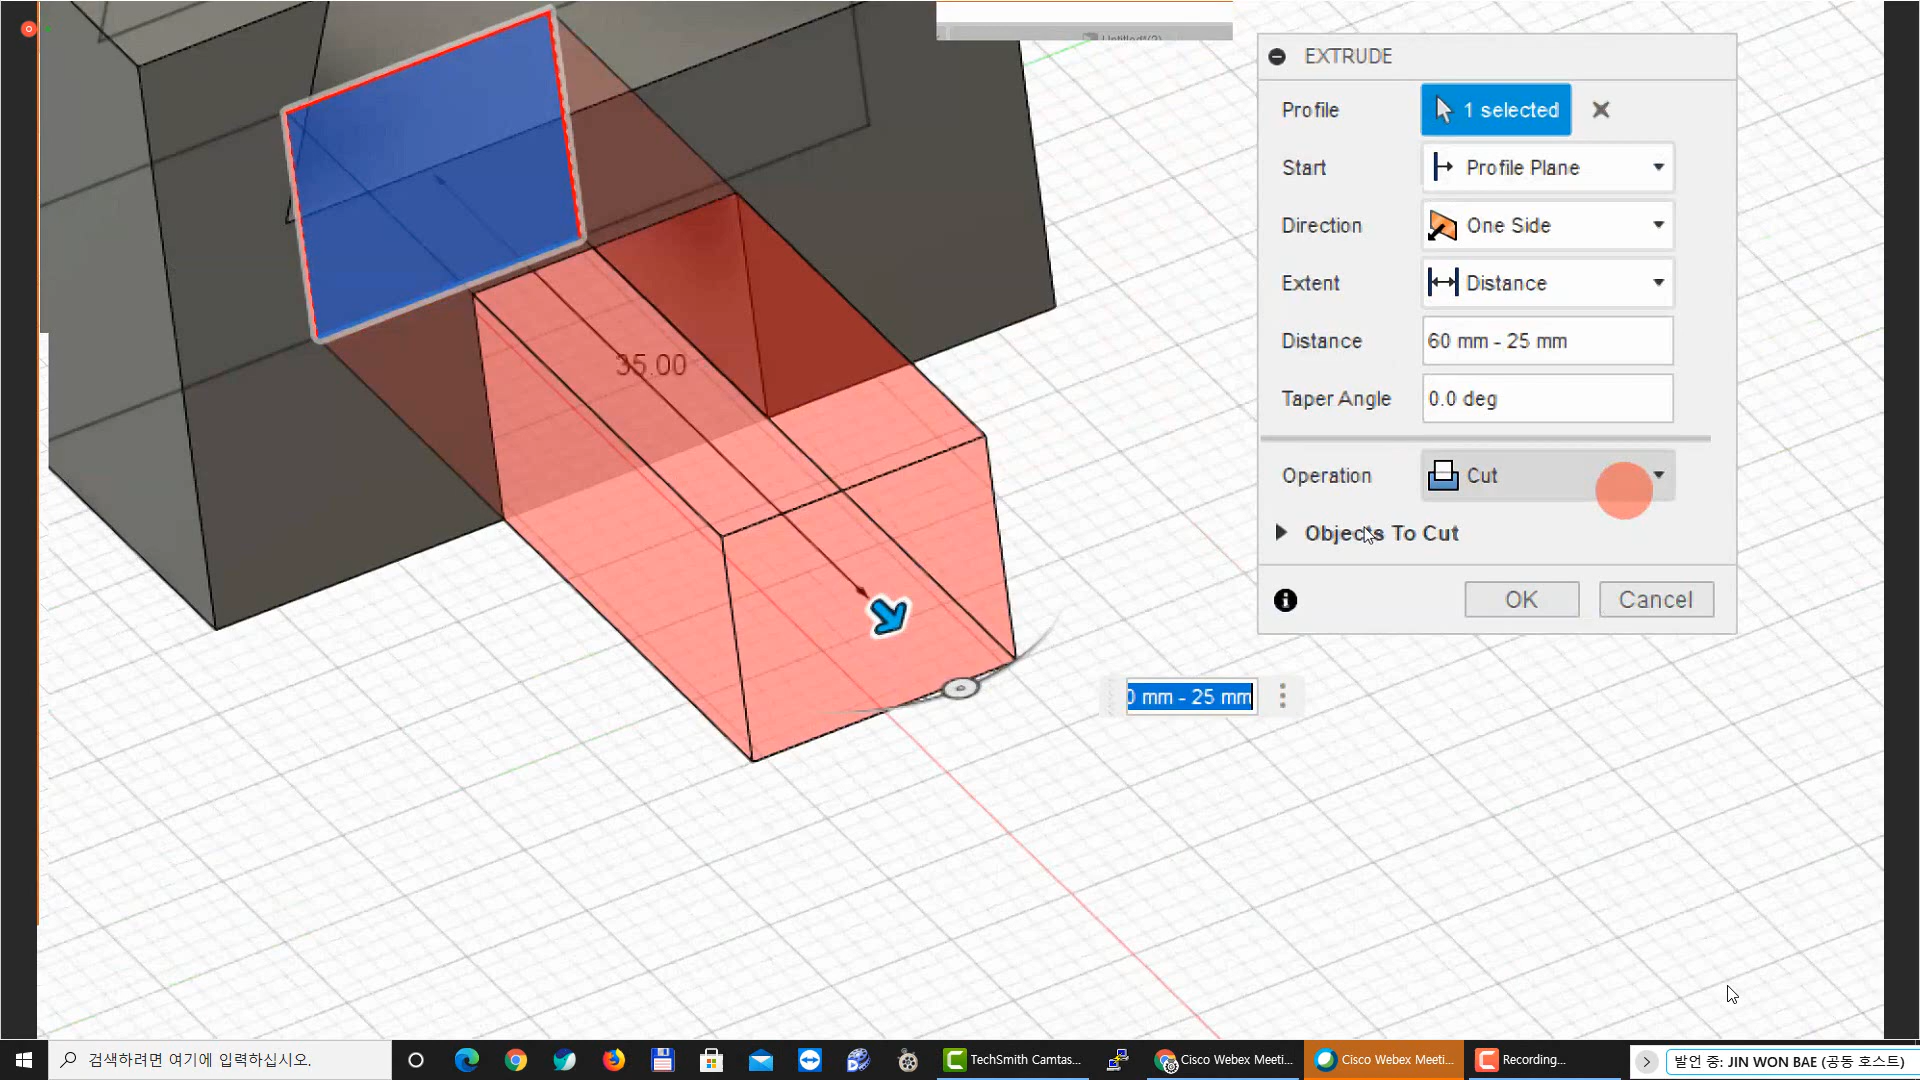 EXTRUDE
Profile 1 selected
Start Profile Plane
Direction One Side
Extent Distance
Distance 60 mm - 25 mm
Taper Angle 0.0 deg
Operation Cut
Objects To Cut
OK Cancel
35.00
0 mm - 25 mm
검색하려면 여기에 입력하십시오.
TechSmith Camtas...
Cisco Webex Meeti...
Cisco Webex Meeti...
Recording...
발언 중: JIN WON BAE (공동 호스트)